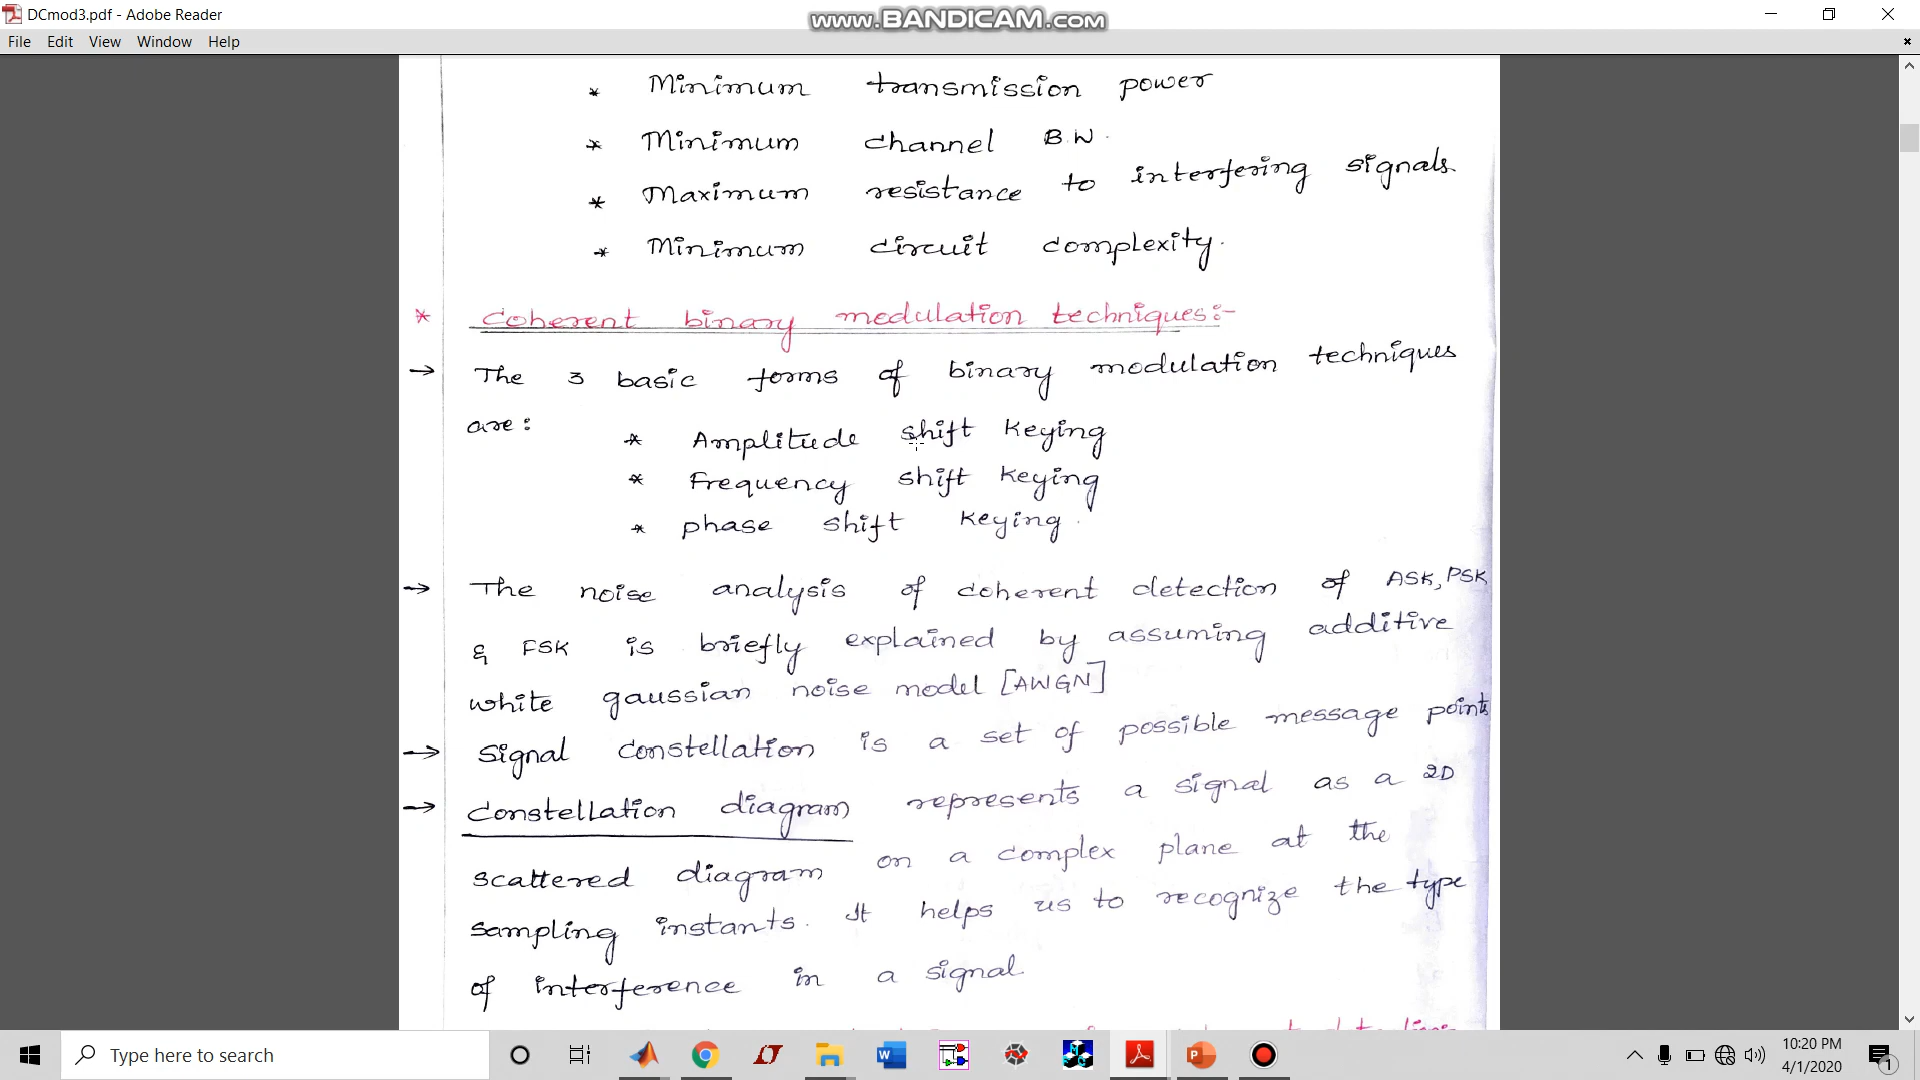 DCmod3.pdf - Adobe Reader
www.BANDICAM.com
File Edit View Window Help
* Minimum transmission power
* Minimum channel B.W.
* Maximum resistance to interfering signals.
* Minimum circuit complexity.
* Coherent binary modulation techniques:-
→ The 3 basic forms of binary modulation techniques
are:
* Amplitude shift keying
* Frequency shift keying
* phase shift keying.
→ The noise analysis of coherent detection of ASK, PSK
& FSK is briefly explained by assuming additive
white gaussian noise model [AWGN]
→ Signal constellation is a set of possible message points
→ Constellation diagram represents a signal as a 2D
scattered diagram on a complex plane at the
sampling instants. It helps us to recognize the type
of interference in a signal.
Type here to search
10:20 PM
4/1/2020
1